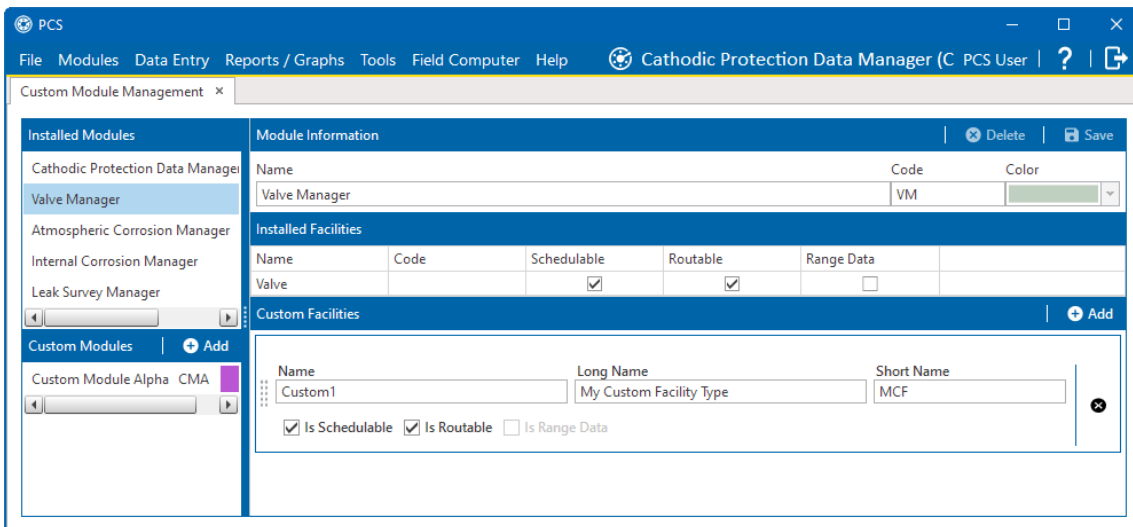 PCS
File Modules Data Entry Reports / Graphs Tools Field Computer Help Cathodic Protection Data Manager (C PCS User | ? |
Custom Module Management ×
Installed Modules
Cathodic Protection Data Manager
Valve Manager
Atmospheric Corrosion Manager
Internal Corrosion Manager
Leak Survey Manager
Custom Modules | Add
Custom Module Alpha CMA
Module Information | Delete | Save
Name Code Color
Valve Manager VM
Installed Facilities
Name Code Schedulable Routable Range Data
Valve
Custom Facilities | Add
Name Long Name Short Name
Custom1 My Custom Facility Type MCF
Is Schedulable Is Routable Is Range Data